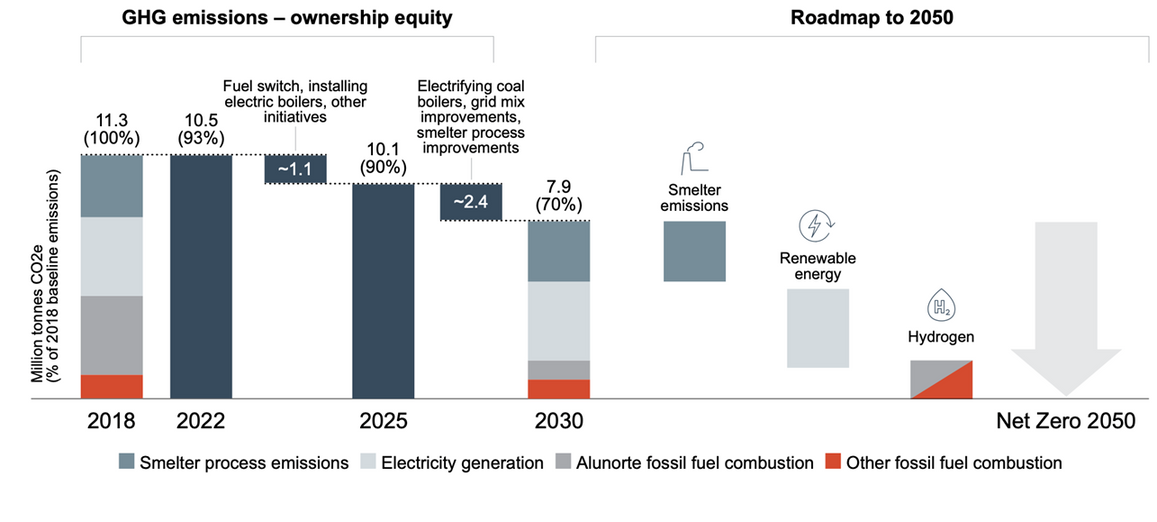 GHG emissions – ownership equity
Roadmap to 2050
Million tonnes CO2e
(% of 2018 baseline emissions)
11.3
(100%)
10.5
(93%)
Fuel switch, installing
electric boilers, other
initiatives
~1.1
10.1
(90%)
Electrifying coal
boilers, grid mix
improvements,
smelter process
improvements
~2.4
7.9
(70%)
Smelter
emissions
Renewable
energy
H2
Hydrogen
2018
2022
2025
2030
Net Zero 2050
Smelter process emissions
Electricity generation
Alunorte fossil fuel combustion
Other fossil fuel combustion